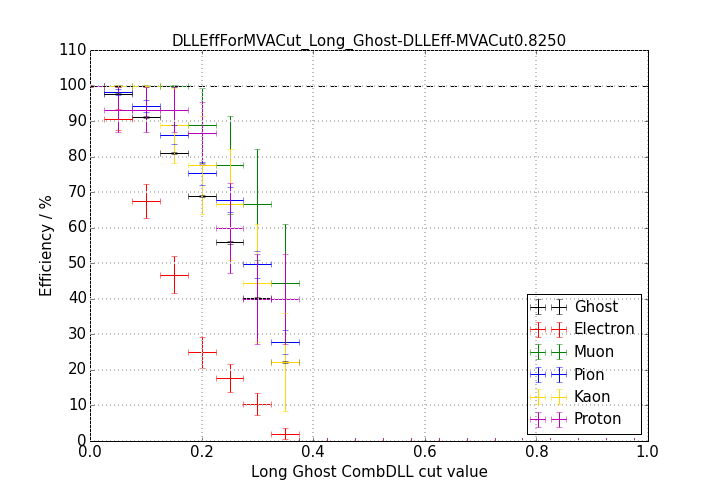 DLLEffForMVACut_Long_Ghost-DLLEff-MVACut0.8250
110
100
90
80
70
60
50
40
30
20
10
0
Efficiency / %
Ghost
Electron
Muon
Pion
Kaon
Proton
0.0 0.2 0.4 0.6 0.8 1.0
Long Ghost CombDLL cut value